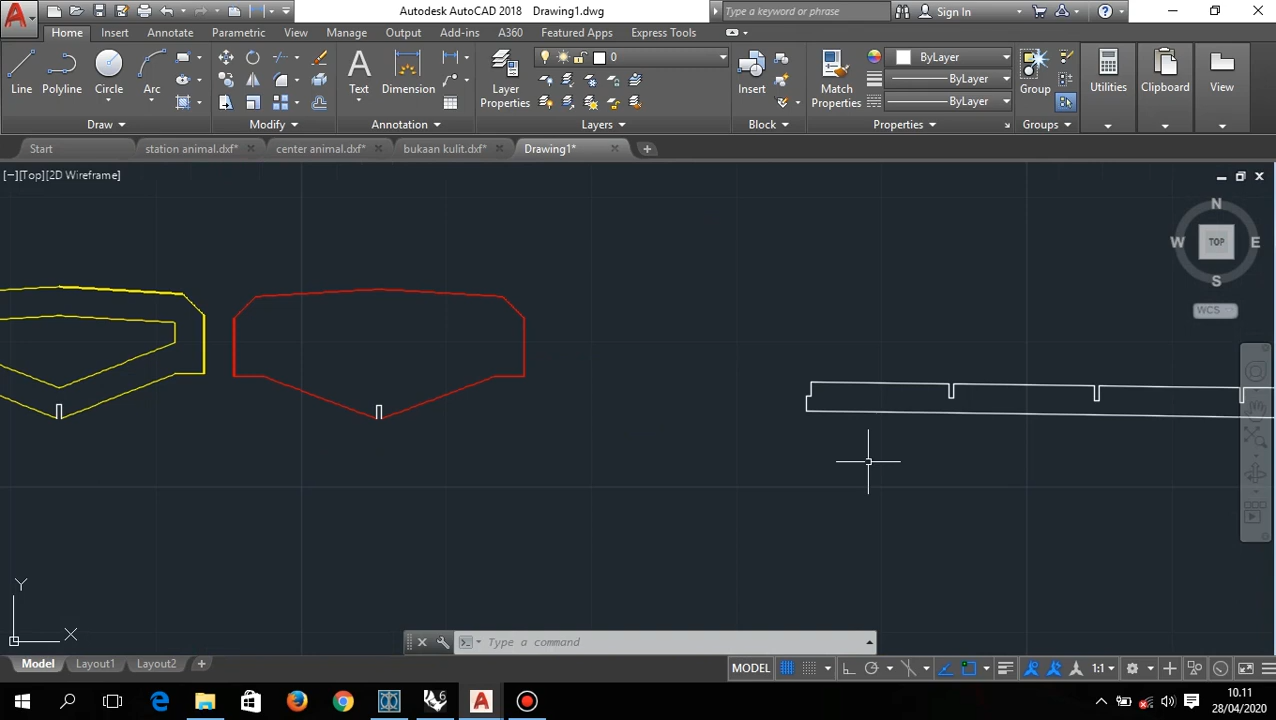 Autodesk AutoCAD 2018 Drawing1.dwg
Type a keyword or phrase
Sign In
Home Insert Annotate Parametric View Manage Output Add-ins A360 Featured Apps Express Tools
0
ByLayer
ByLayer
ByLayer
Line Polyline Circle Arc
Text Dimension
Layer Properties
Insert
Match Properties
Group
Utilities Clipboard View
Draw Modify Annotation Layers Block Properties Groups
Start station animal.dxf* center animal.dxf* bukaan kulit.dxf* Drawing1*
[−][Top][2D Wireframe]
N
W TOP E
S
WCS
Y
X
Type a command
Model Layout1 Layout2
MODEL 1:1
10.11
28/04/2020